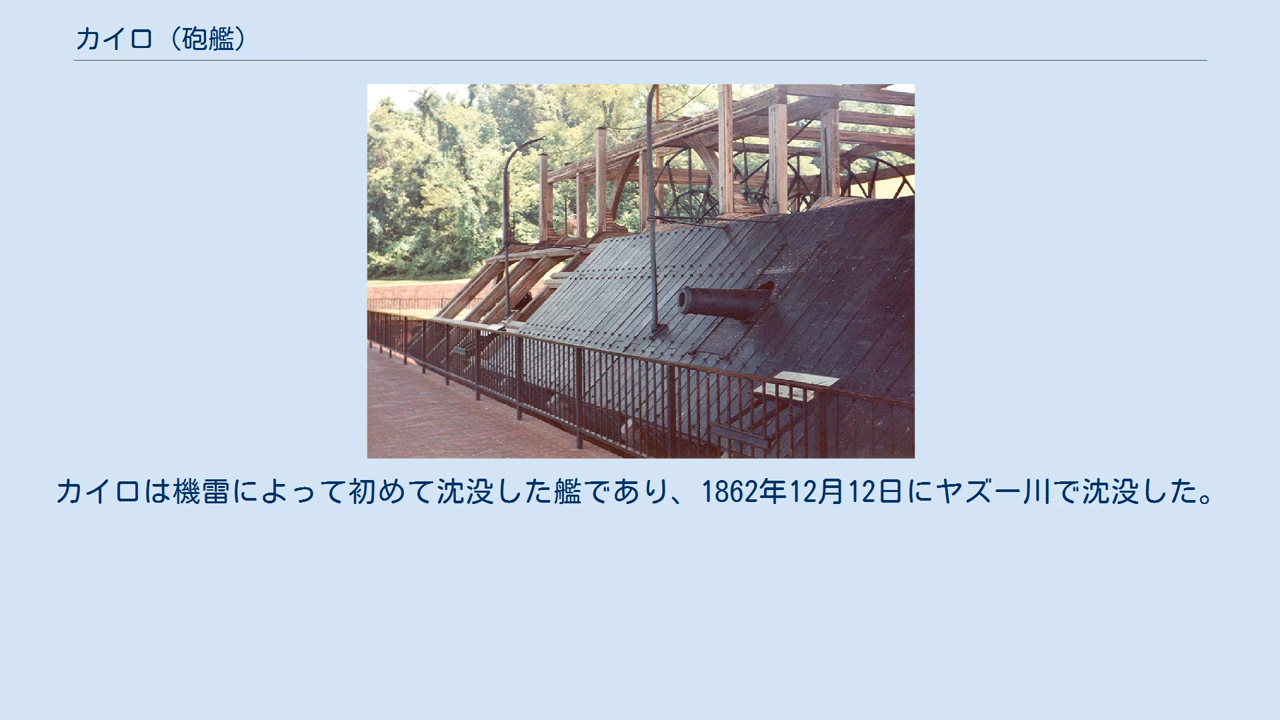 カイロ（砲艦）
カイロは機雷によって初めて沈没した艦であり、1862年12月12日にヤズー川で沈没した。